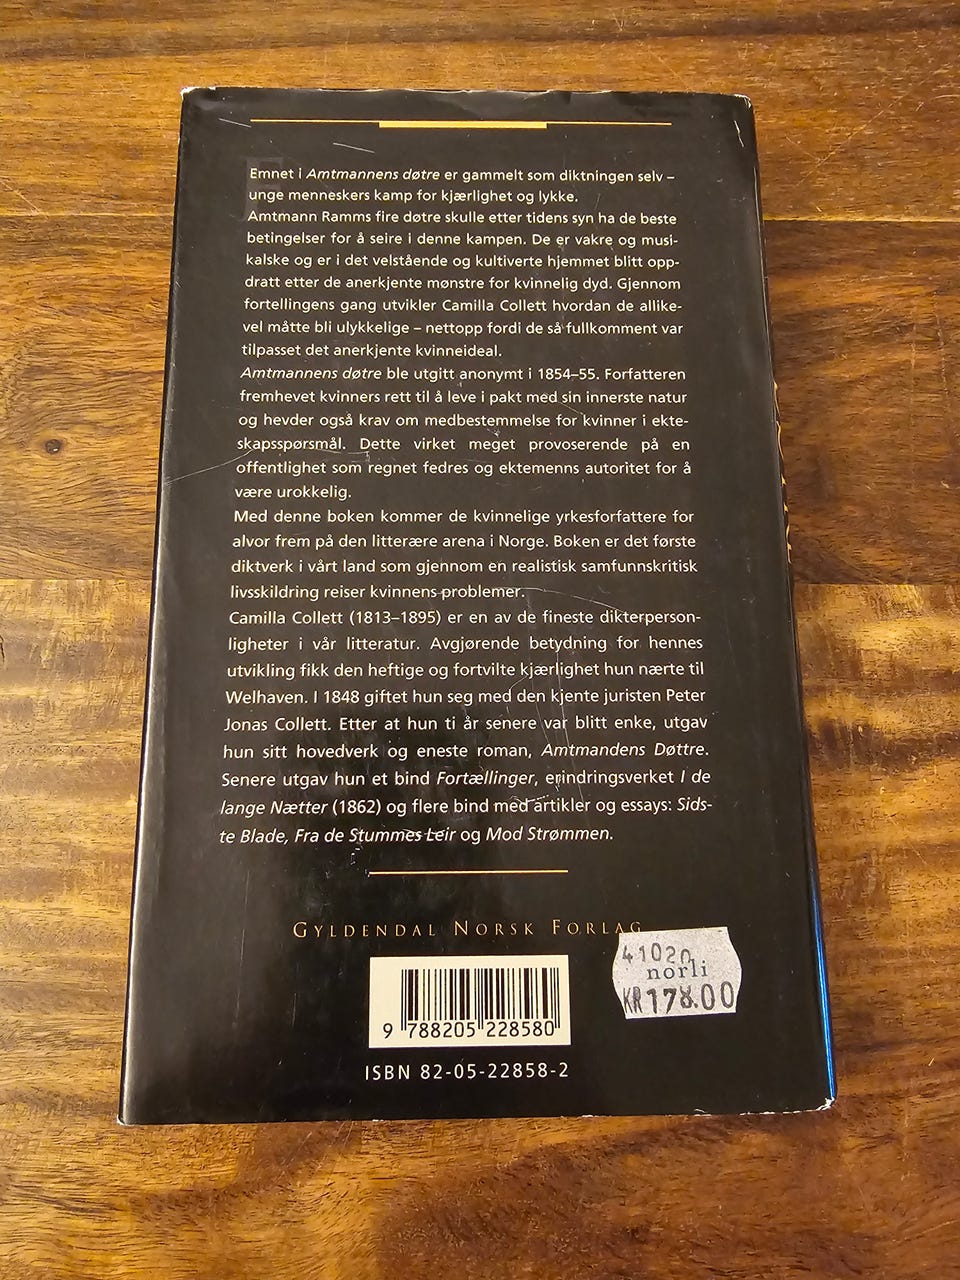 Emnet i Amtmannens døtre er gammelt som diktningen selv –
unge menneskers kamp for kjærlighet og lykke.
Amtmann Ramms fire døtre skulle etter tidens syn ha de beste
betingelser for å seire i denne kampen. De er vakre og musi-
kalske og er i det velstående og kultiverte hjemmet blitt opp-
dratt etter de anerkjente mønstre for kvinnelig dyd. Gjennom
fortellingens gang utvikler Camilla Collett hvordan de allike-
vel måtte bli ulykkelige – nettopp fordi de så fullkomment var
tilpasset det anerkjente kvinneideal.
Amtmannens døtre ble utgitt anonymt i 1854–55. Forfatteren
fremhevet kvinners rett til å leve i pakt med sin innerste natur
og hevder også krav om medbestemmelse for kvinner i ekte-
skapsspørsmål. Dette virket meget provoserende på en
offentlighet som regnet fedres og ektemenns autoritet for å
være urokkelig.
Med denne boken kommer de kvinnelige yrkesforfattere for
alvor frem på den litterære arena i Norge. Boken er det første
diktverk i vårt land som gjennom en realistisk samfunnskritisk
livsskildring reiser kvinnens problemer.
Camilla Collett (1813–1895) er en av de fineste dikterperson-
ligheter i vår litteratur. Avgjørende betydning for hennes
utvikling fikk den heftige og fortvilte kjærlighet hun nærte til
Welhaven. I 1848 giftet hun seg med den kjente juristen Peter
Jonas Collett. Etter at hun ti år senere var blitt enke, utgav
hun sitt hovedverk og eneste roman, Amtmandens Døttre.
Senere utgav hun et bind Fortællinger, erindringsverket I de
lange Nætter (1862) og flere bind med artikler og essays: Sids-
te Blade, Fra de Stummes Leir og Mod Strømmen.
GYLDENDAL NORSK FORLAG
41020
norli
KR178.00
9 788205 228580
ISBN 82-05-22858-2